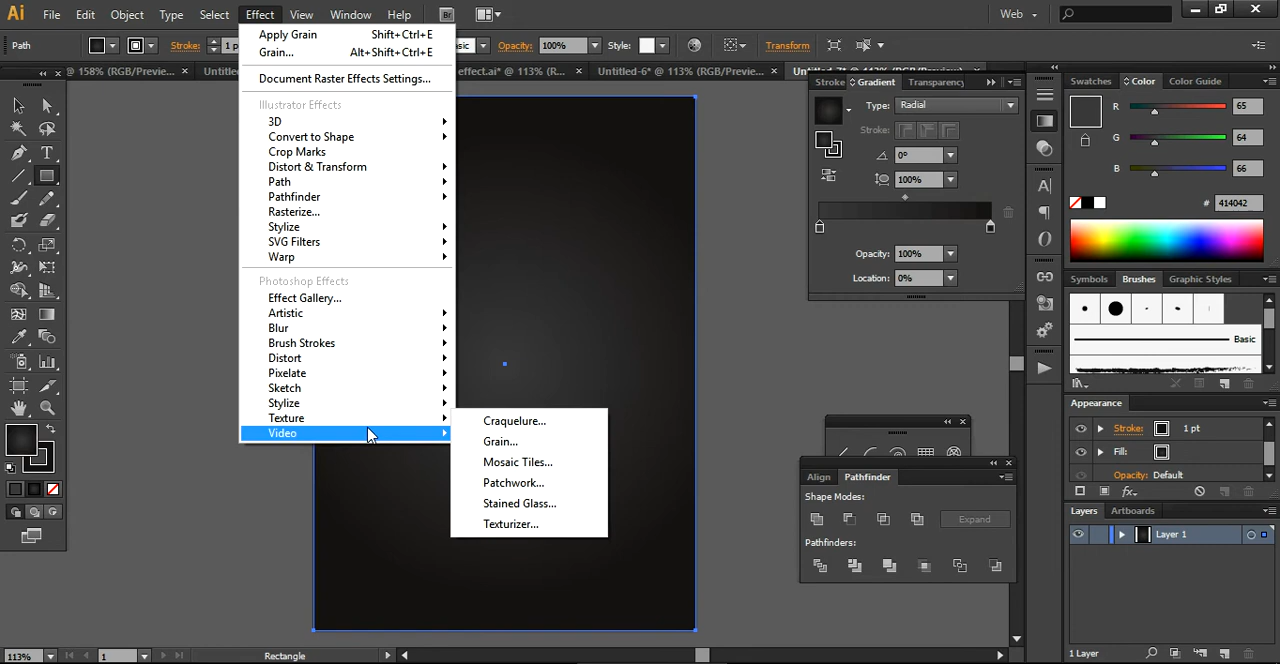 Ai File Edit Object Type Select Effect View Window Help Br Web
Path Stroke: 1 p Opacity: 100% Style: Transform
@ 158% (RGB/Previe... × effect.ai* @ 113% (R... × Untitled-6* @ 113% (RGB/Previe... ×
Apply Grain Shift+Ctrl+E
Grain... Alt+Shift+Ctrl+E
Document Raster Effects Settings...
Illustrator Effects
3D
Convert to Shape
Crop Marks
Distort & Transform
Path
Pathfinder
Rasterize...
Stylize
SVG Filters
Warp
Photoshop Effects
Effect Gallery...
Artistic
Blur
Brush Strokes
Distort
Pixelate
Sketch
Stylize
Texture
Video
Craquelure...
Grain...
Mosaic Tiles...
Patchwork...
Stained Glass...
Texturizer...
Stroke Gradient Transparency
Type: Radial
Stroke:
0°
100%
Opacity: 100%
Location: 0%
Swatches Color Color Guide
R 65
G 64
B 66
# 414042
Symbols Brushes Graphic Styles
Basic
Appearance
Stroke: 1 pt
Fill:
Opacity: Default
fx
Align Pathfinder
Shape Modes:
Expand
Pathfinders:
Layers Artboards
Layer 1
1 Layer
113% 1 Rectangle